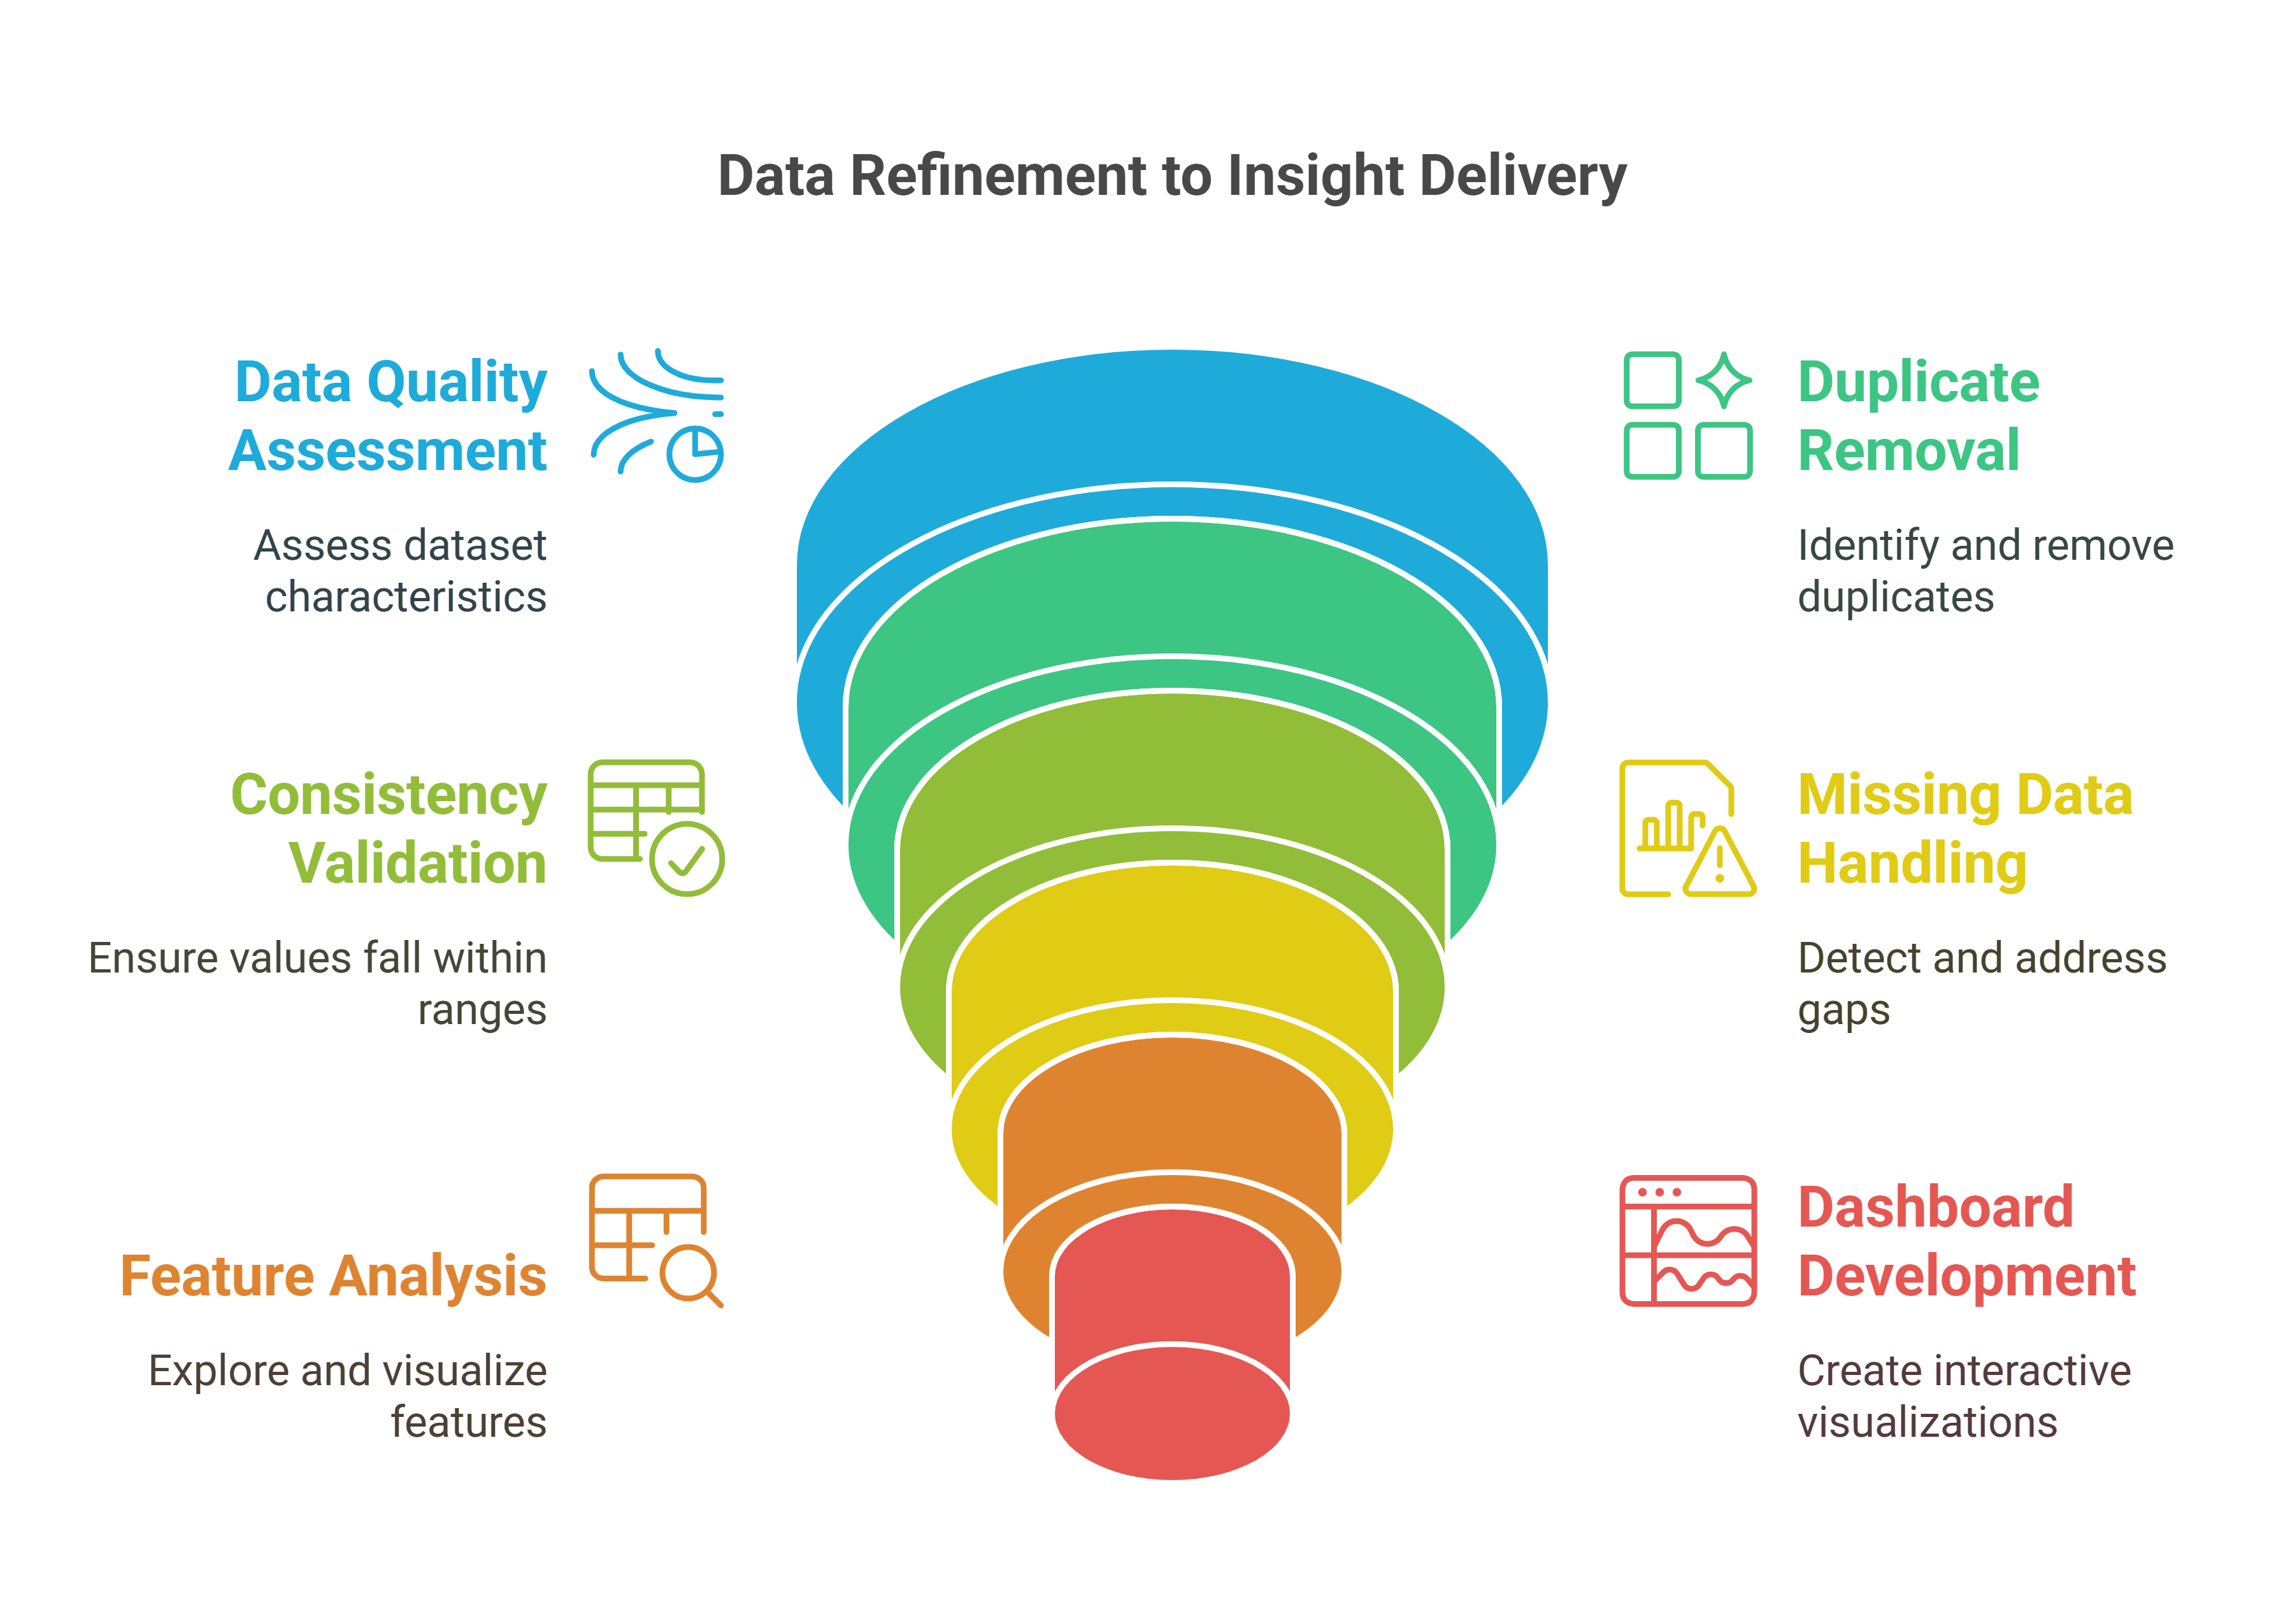 Data Refinement to Insight Delivery
Data Quality
Assessment
Assess dataset
characteristics
Duplicate
Removal
Identify and remove
duplicates
Consistency
Validation
Ensure values fall within
ranges
Missing Data
Handling
Detect and address
gaps
Feature Analysis
Explore and visualize
features
Dashboard
Development
Create interactive
visualizations